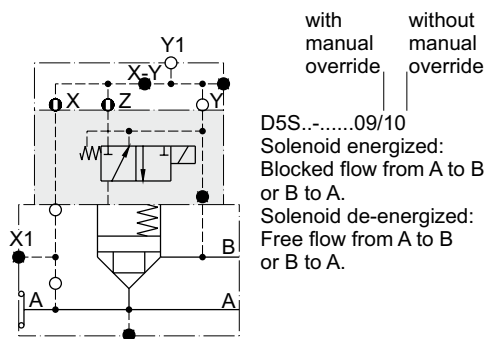 with
manual
override
without
manual
override
Y1
X-Y
X
Z
Y
X1
B
A
A
D5S..-......09/10
Solenoid energized:
Blocked flow from A to B
or B to A.
Solenoid de-energized:
Free flow from A to B
or B to A.